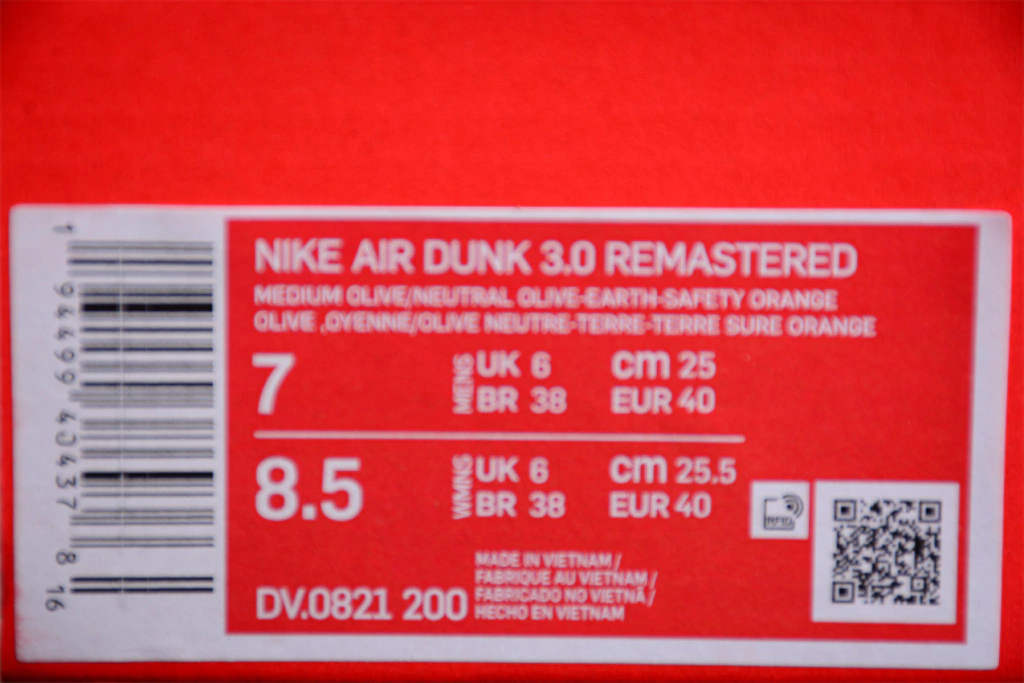 NIKE AIR DUNK 3.0 REMASTERED
MEDIUM OLIVE/NEUTRAL OLIVE-EARTH-SAFETY ORANGE
OLIVE ,OYENNE/OLIVE NEUTRE-TERRE-TERRE SURE ORANGE
7 MENS UK 6 cm 25
BR 38 EUR 40
8.5 WMNS UK 6 cm 25.5
BR 38 EUR 40
RFID
MADE IN VIETNAM /
FABRIQUE AU VIETNAM /
FABRICADO NO VIETNÃ /
HECHO EN VIETNAM
DV.0821 200
1 94499 40437 8 16